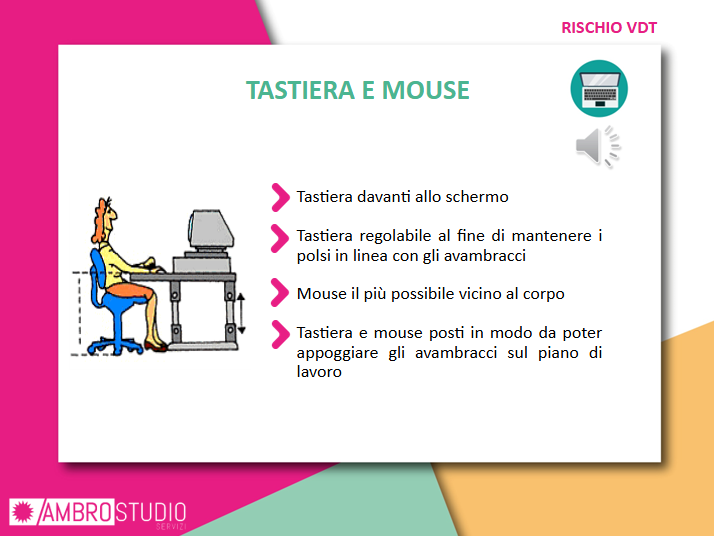 RISCHIO VDT
TASTIERA E MOUSE
Tastiera davanti allo schermo
Tastiera regolabile al fine di mantenere i
polsi in linea con gli avambracci
Mouse il più possibile vicino al corpo
Tastiera e mouse posti in modo da poter
appoggiare gli avambracci sul piano di
lavoro
AMBROSTUDIO
SERVIZI